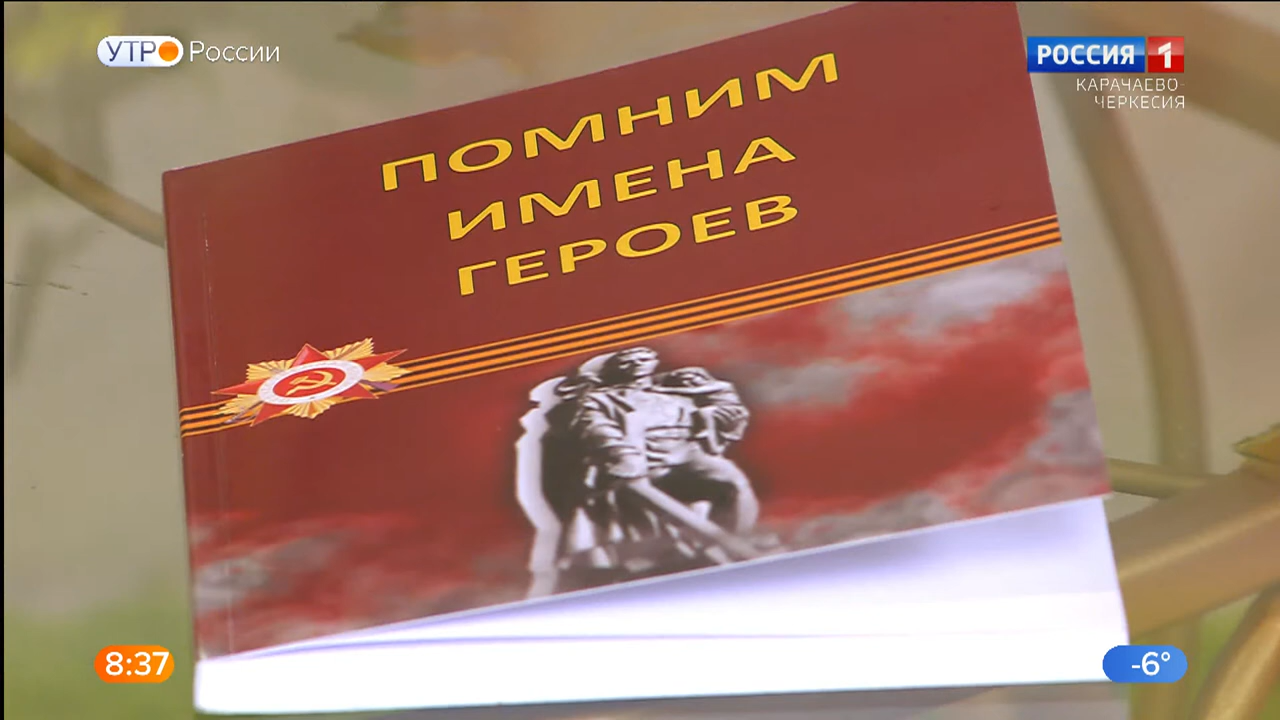 УТРО России
РОССИЯ 1
КАРАЧАЕВО-
ЧЕРКЕСИЯ
ПОМНИМ
ИМЕНА
ГЕРОЕВ
8:37
-6°